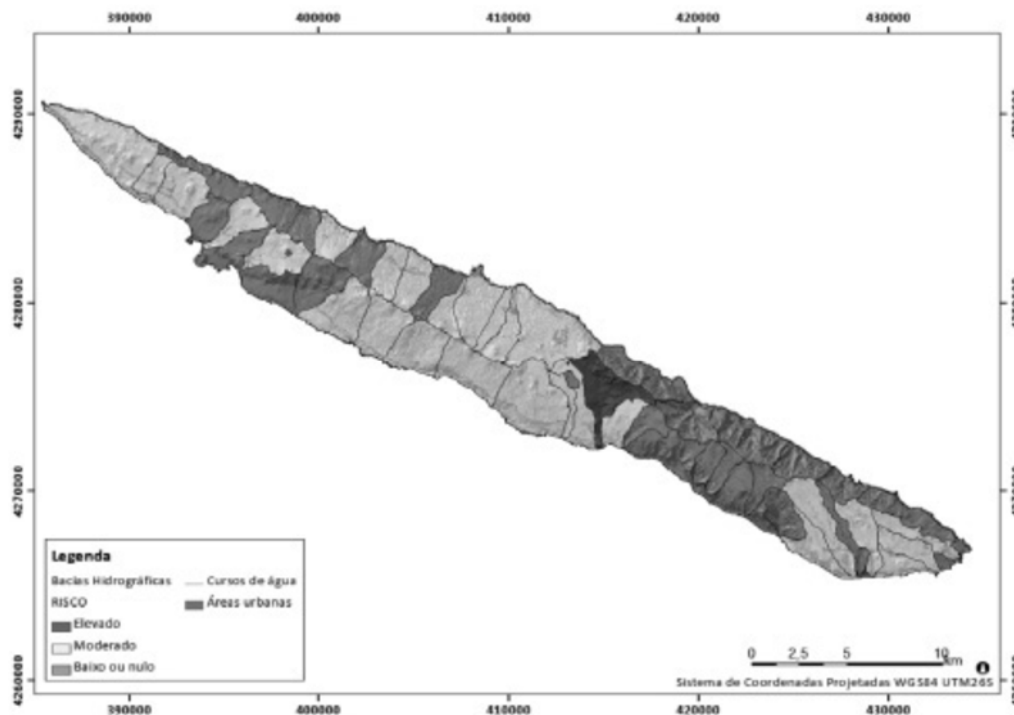 390000 400000 410000 420000 430000
4290000
4280000
4270000
4260000
Legenda
Bacias Hidrográficas
RISCO
Elevado
Moderado
Baixo ou nulo
Cursos de água
Áreas urbanas
0 2,5 5 10
km
Sistema de Coordenadas Projetadas WGS84 UTM26S
390000 400000 410000 420000 430000